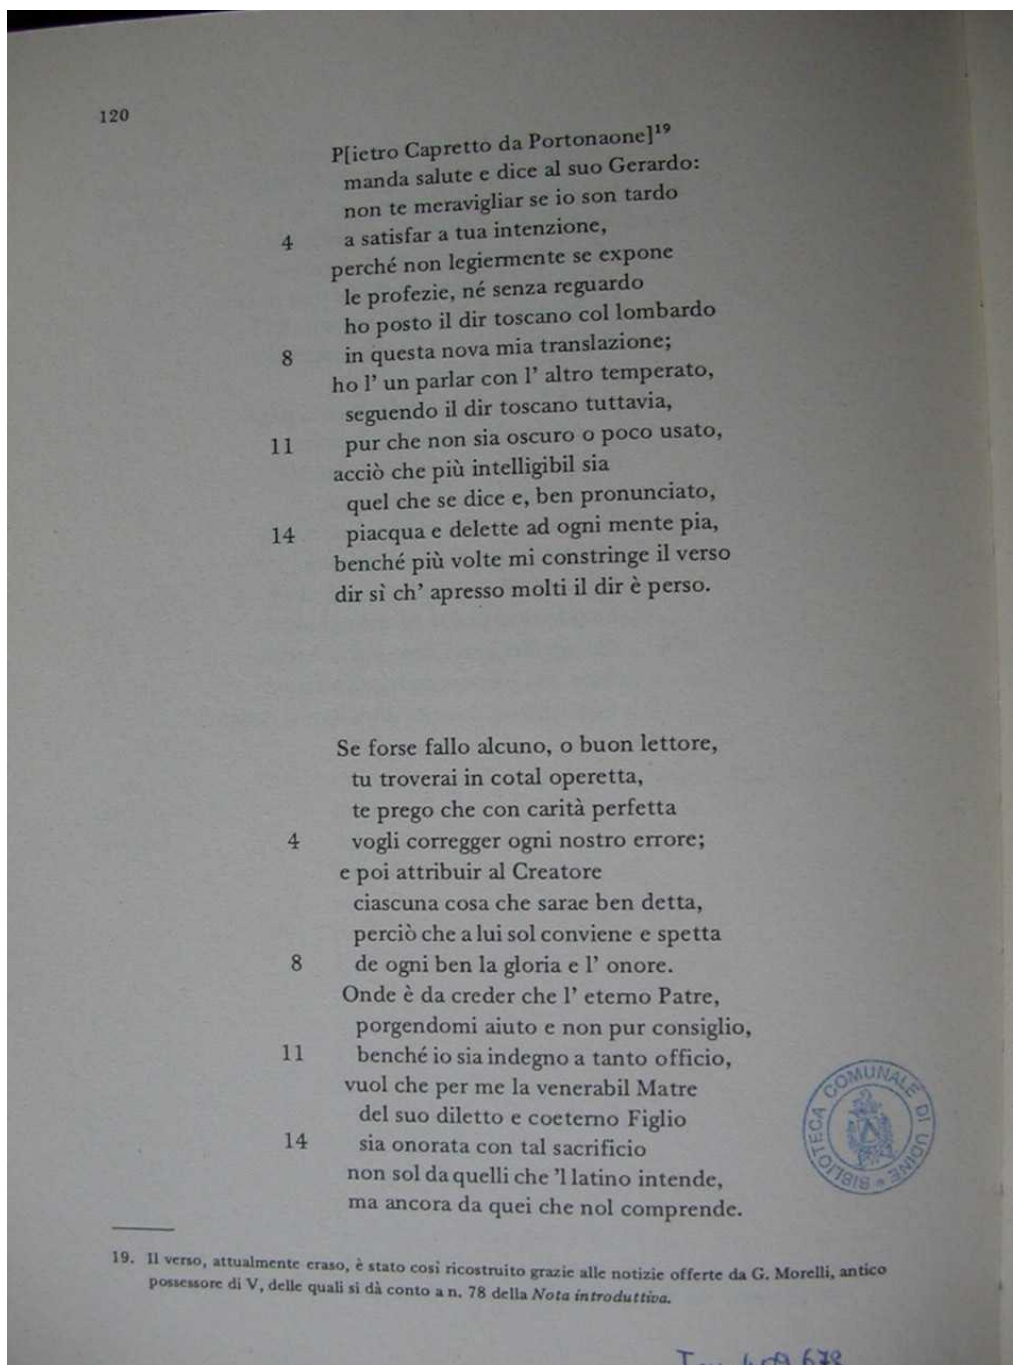 120
P[ietro Capretto da Portonaone]19
manda salute e dice al suo Gerardo:
non te meravigliar se io son tardo
4 a satisfar a tua intenzione,
perché non legiermente se expone
le profezie, né senza reguardo
ho posto il dir toscano col lombardo
8 in questa nova mia translazione;
ho l' un parlar con l' altro temperato,
seguendo il dir toscano tuttavia,
11 pur che non sia oscuro o poco usato,
acciò che più intelligibil sia
quel che se dice e, ben pronunciato,
14 piacqua e delette ad ogni mente pia,
benché più volte mi constringe il verso
dir sì ch' apresso molti il dir è perso.
Se forse fallo alcuno, o buon lettore,
tu troverai in cotal operetta,
te prego che con carità perfetta
4 vogli corregger ogni nostro errore;
e poi attribuir al Creatore
ciascuna cosa che sarae ben detta,
perciò che a lui sol conviene e spetta
8 de ogni ben la gloria e l' onore.
Onde è da creder che l' eterno Patre,
porgendomi aiuto e non pur consiglio,
11 benché io sia indegno a tanto officio,
vuol che per me la venerabil Matre
del suo diletto e coeterno Figlio
14 sia onorata con tal sacrificio
non sol da quelli che 'l latino intende,
ma ancora da quei che nol comprende.
BIBLIOTECA COMUNALE DI UDINE
19. Il verso, attualmente eraso, è stato così ricostruito grazie alle notizie offerte da G. Morelli, antico
possessore di V, delle quali si dà conto a n. 78 della Nota introduttiva.